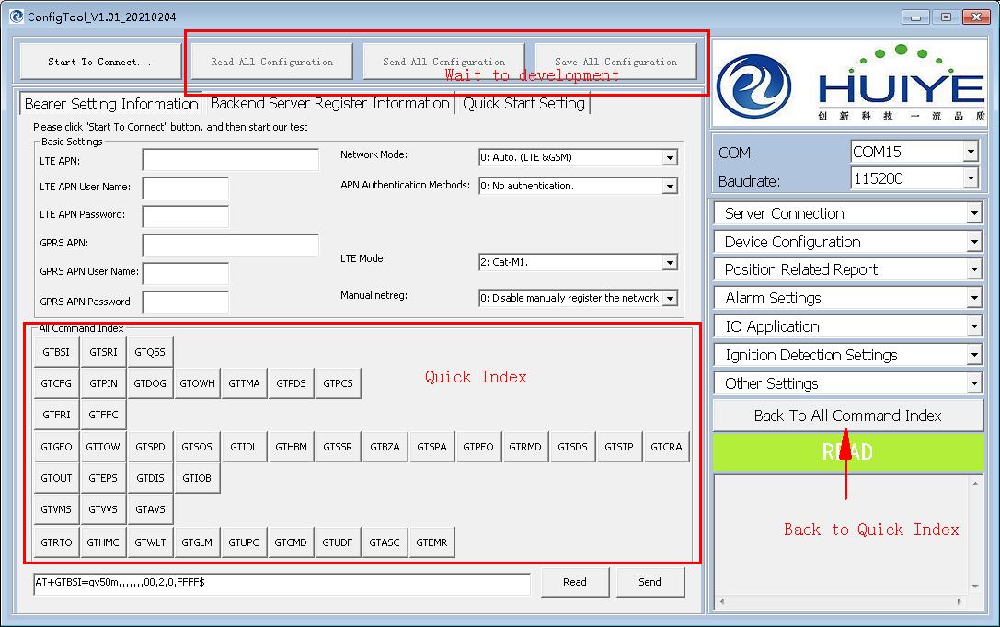 ConfigTool_V1.01_20210204
Start To Connect...
Read All Configuration
Send All Configuration
Save All Configuration
Wait to development
HUIYE
创 新 科 技 一 流 品 质
Bearer Setting Information
Backend Server Register Information
Quick Start Setting
Please click "Start To Connect" button, and then start our test
Basic Settings
LTE APN:
LTE APN User Name:
LTE APN Password:
GPRS APN:
GPRS APN User Name:
GPRS APN Password:
Network Mode:
0: Auto. (LTE &GSM)
APN Authentication Methods:
0: No authentication.
LTE Mode:
2: Cat-M1.
Manual netreg:
0: Disable manually register the network
All Command Index
GTBSI GTSRI GTQSS
GTCFG GTPIN GTDOG GTOWH GTTMA GTPDS GTPCS
GTFRI GTFFC
GTGEO GTTOW GTSPD GTSOS GTIDL GTHBM GTSSR GTBZA GTSPA GTPEO GTRMD GTSDS GTSTP GTCRA
GTOUT GTEPS GTDIS GTIOB
GTVMS GTVVS GTAVS
GTRTO GTHMC GTWLT GTGLM GTUPC GTCMD GTUDF GTASC GTEMR
Quick Index
AT+GTBSI=gv50m,,,,,,,00,2,0,FFFF$
Read
Send
COM:
COM15
Baudrate:
115200
Server Connection
Device Configuration
Position Related Report
Alarm Settings
IO Application
Ignition Detection Settings
Other Settings
Back To All Command Index
READ
Back to Quick Index